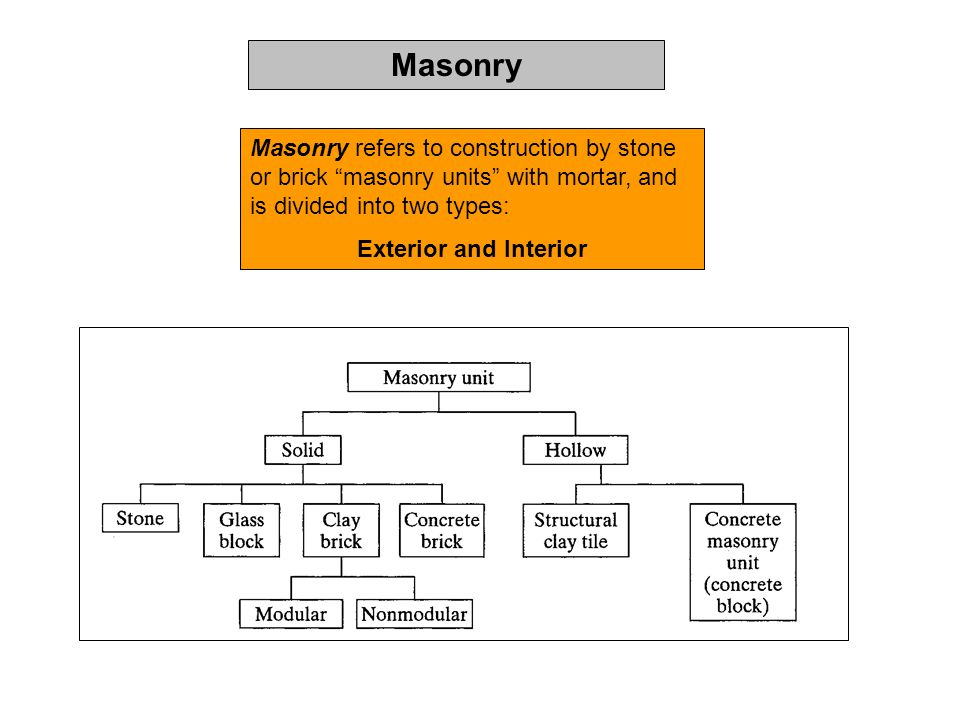 Masonry
Masonry refers to construction by stone
or brick “masonry units” with mortar, and
is divided into two types:
Exterior and Interior
Masonry unit
Solid
Hollow
Stone
Glass
block
Clay
brick
Concrete
brick
Structural
clay tile
Concrete
masonry
unit
(concrete
block)
Modular
Nonmodular